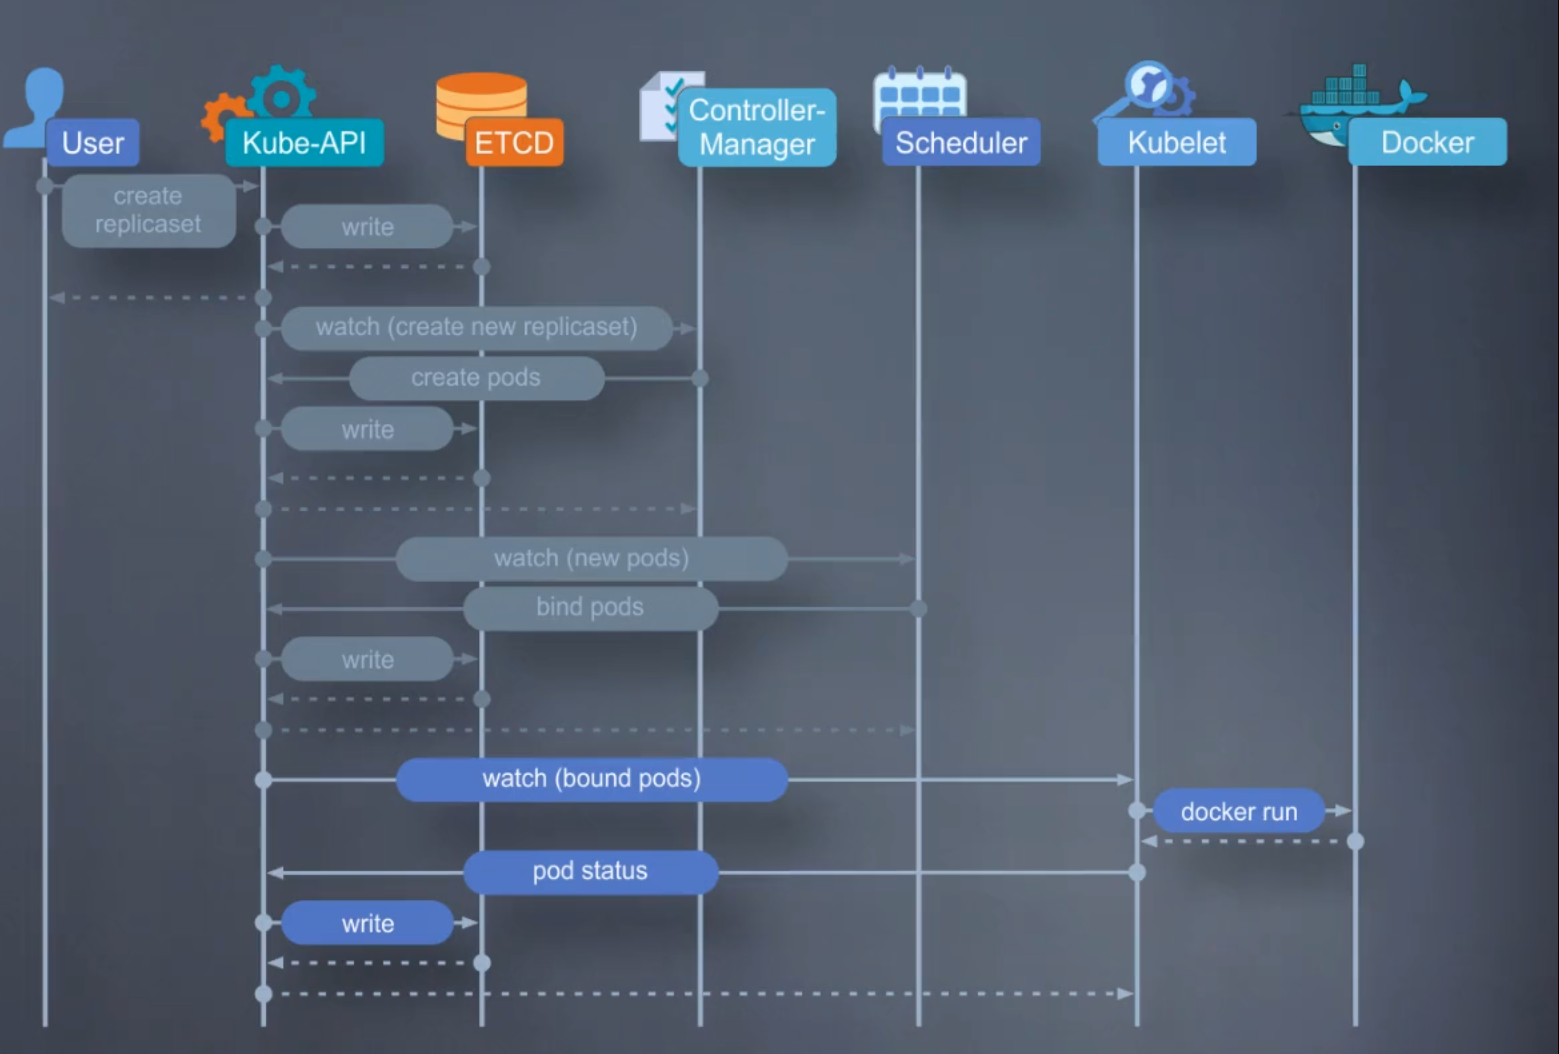 User
Kube-API
ETCD
Controller-
Manager
Scheduler
Kubelet
Docker
create
replicaset
write
watch (create new replicaset)
create pods
write
watch (new pods)
bind pods
write
watch (bound pods)
docker run
pod status
write